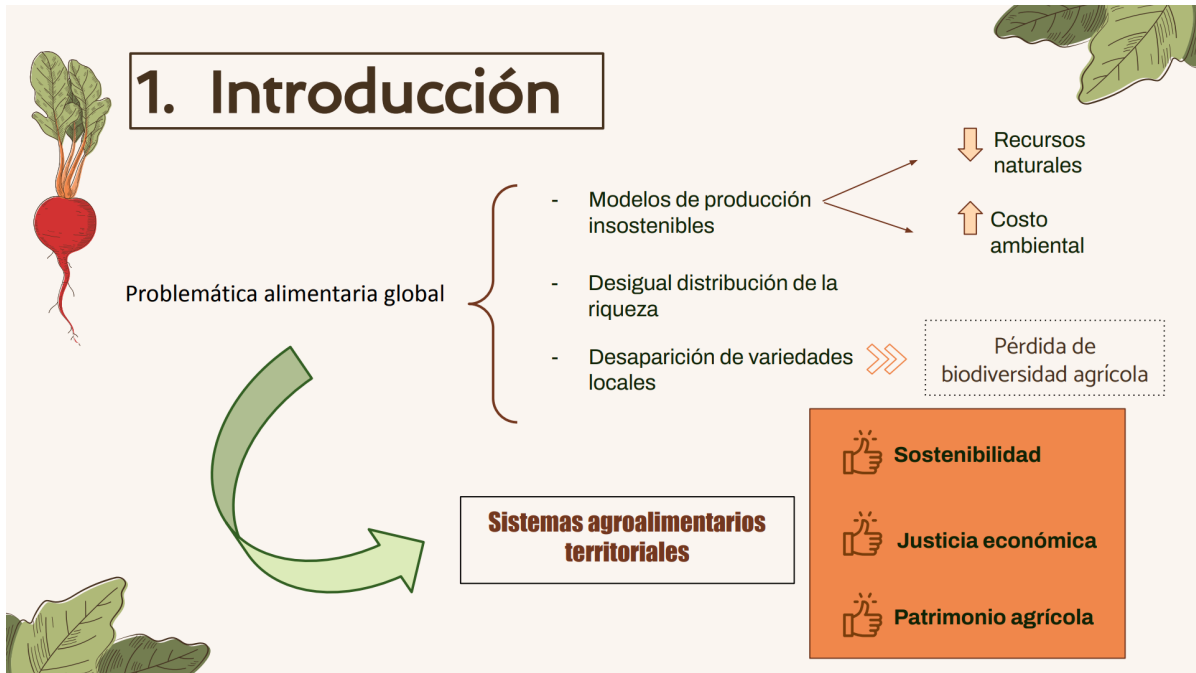 1. Introducción
Problemática alimentaria global
- Modelos de producción
insostenibles
Recursos
naturales
Costo
ambiental
- Desigual distribución de la
riqueza
- Desaparición de variedades
locales
Pérdida de
biodiversidad agrícola
Sistemas agroalimentarios
territoriales
Sostenibilidad
Justicia económica
Patrimonio agrícola